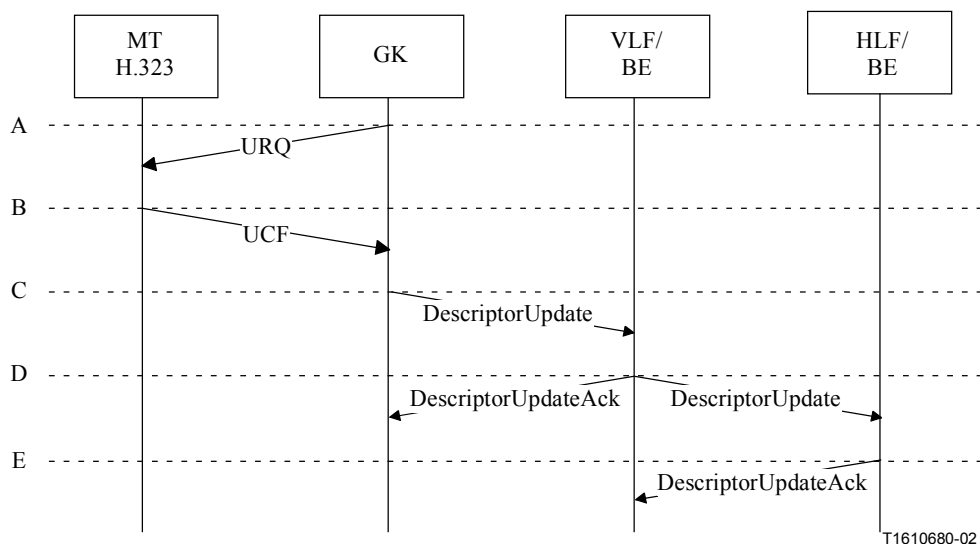 MT
H.323
GK
VLF/
BE
HLF/
BE
A
URQ
B
UCF
C
DescriptorUpdate
D
DescriptorUpdateAck
DescriptorUpdate
E
DescriptorUpdateAck
T1610680-02